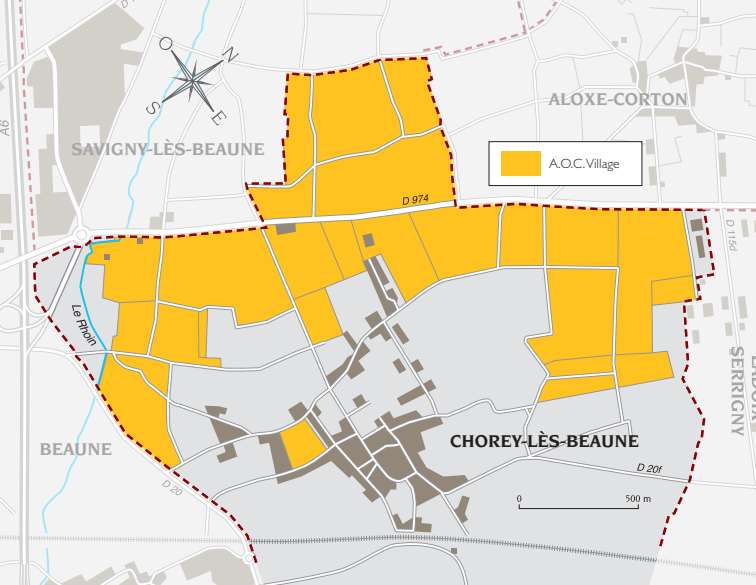 D
N
O
E
S
A6
ALOXE-CORTON
SAVIGNY-LÈS-BEAUNE
A.O.C. Village
D 974
D 115d
Le Rhoin
SERRIGNY
BEAUNE
CHOREY-LÈS-BEAUNE
D 20f
D 20
0 500 m